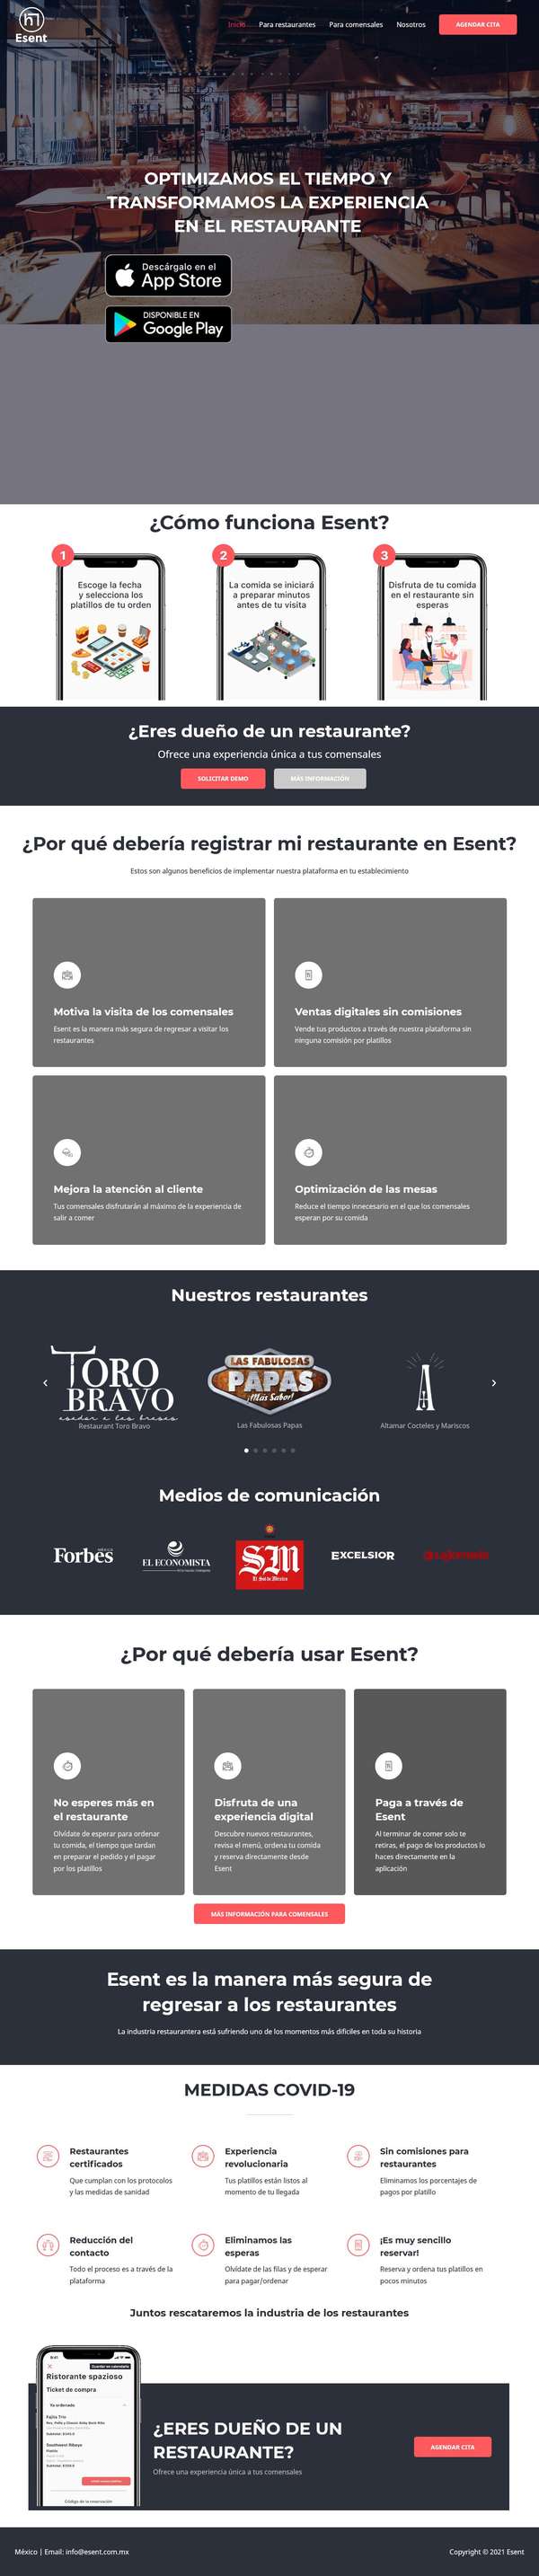 Esent
Inicio
Para restaurantes
Para comensales
Nosotros
AGENDAR CITA
OPTIMIZAMOS EL TIEMPO Y
TRANSFORMAMOS LA EXPERIENCIA
EN EL RESTAURANTE
Descárgalo en el
App Store
DISPONIBLE EN
Google Play
¿Cómo funciona Esent?
1
Escoge la fecha
y selecciona los
platillos de tu orden
2
La comida se iniciará
a preparar minutos
antes de tu visita
3
Disfruta de tu comida
en el restaurante sin
esperas
¿Eres dueño de un restaurante?
Ofrece una experiencia única a tus comensales
SOLICITAR DEMO
MÁS INFORMACIÓN
¿Por qué debería registrar mi restaurante en Esent?
Estos son algunos beneficios de implementar nuestra plataforma en tu establecimiento
Motiva la visita de los comensales
Esent es la manera más segura de regresar a visitar los
restaurantes
Ventas digitales sin comisiones
Vende tus productos a través de nuestra plataforma sin
ninguna comisión por platillos
Mejora la atención al cliente
Tus comensales disfrutarán al máximo de la experiencia de
salir a comer
Optimización de las mesas
Reduce el tiempo innecesario en el que los comensales
esperan por su comida
Nuestros restaurantes
TORO
BRAVO
asador a las brasas
Restaurant Toro Bravo
LAS FABULOSAS
PAPAS
¡Más Sabor!
Las Fabulosas Papas
Altamar Cocteles y Mariscos
Medios de comunicación
Forbes
MÉXICO
EL ECONOMISTA
SM
El Sol de México
EXCELSIOR
¿Por qué debería usar Esent?
No esperes más en
el restaurante
Olvídate de esperar para ordenar
tu comida, el tiempo que tardan
en preparar el pedido y el pagar
por los platillos
Disfruta de una
experiencia digital
Descubre nuevos restaurantes,
revisa el menú, ordena tu comida
y reserva directamente desde
Esent
Paga a través de
Esent
Al terminar de comer solo te
retiras, el pago de los productos lo
haces directamente en la
aplicación
MÁS INFORMACIÓN PARA COMENSALES
Esent es la manera más segura de
regresar a los restaurantes
La industria restaurantera está sufriendo uno de los momentos más difíciles en toda su historia
MEDIDAS COVID-19
Restaurantes
certificados
Que cumplan con los protocolos
y las medidas de sanidad
Experiencia
revolucionaria
Tus platillos están listos al
momento de tu llegada
Sin comisiones para
restaurantes
Eliminamos los porcentajes de
pagos por platillo
Reducción del
contacto
Todo el proceso es a través de la
plataforma
Eliminamos las
esperas
Olvídate de las filas y de esperar
para pagar/ordenar
¡Es muy sencillo
reservar!
Reserva y ordena tus platillos en
pocos minutos
Juntos rescataremos la industria de los restaurantes
Guardar en calendario
Ristorante spazioso
Ticket de compra
Ya ordenado
Fajita Trio
Southwest Ribeye
Código de la reservación
¿ERES DUEÑO DE UN
RESTAURANTE?
Ofrece una experiencia única a tus comensales
AGENDAR CITA
México | Email: info@esent.com.mx
Copyright © 2021 Esent